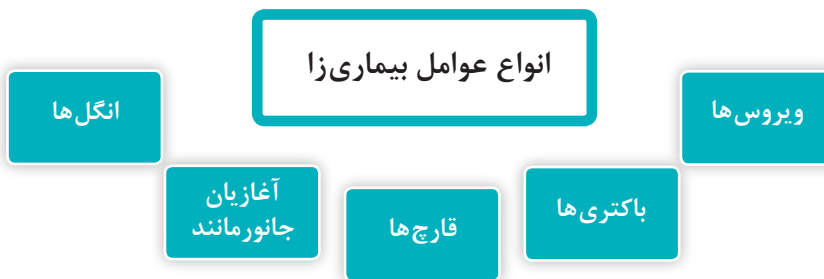 انواع عوامل بیماری‌زا
ویروس‌ها
باکتری‌ها
قارچ‌ها
آغازیان
جانورمانند
انگل‌ها